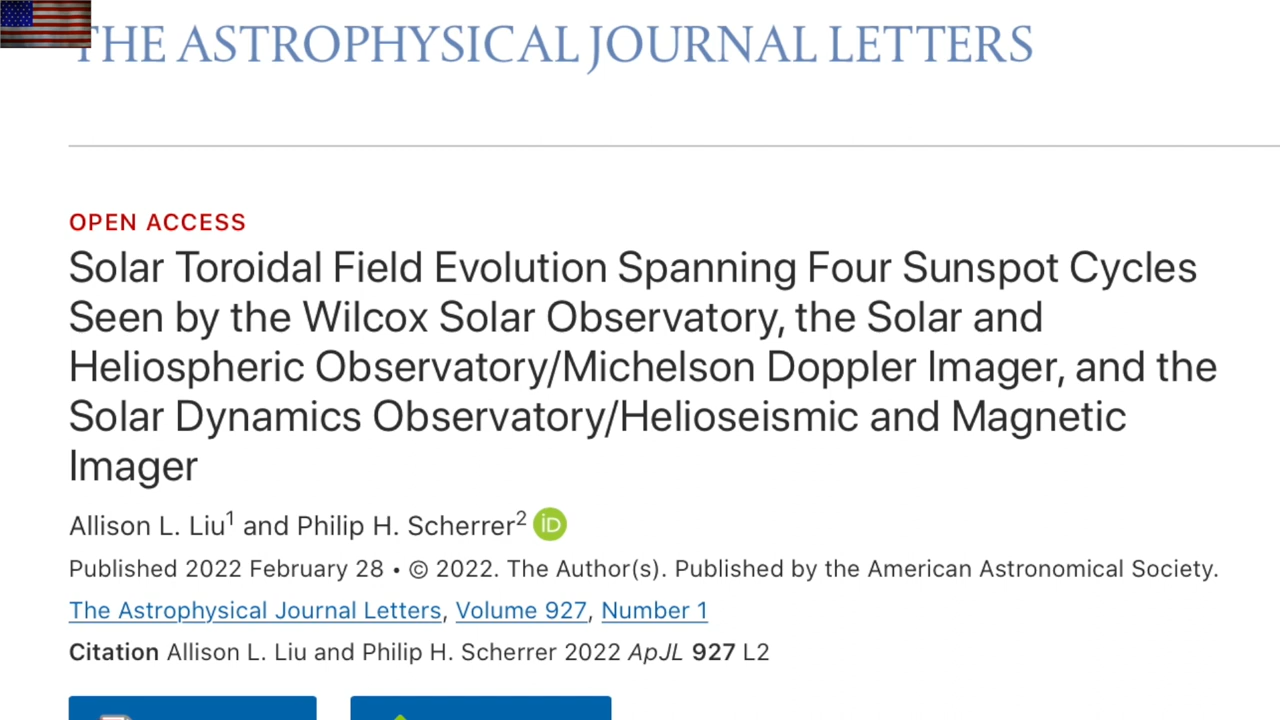 THE ASTROPHYSICAL JOURNAL LETTERS
OPEN ACCESS
Solar Toroidal Field Evolution Spanning Four Sunspot Cycles
Seen by the Wilcox Solar Observatory, the Solar and
Heliospheric Observatory/Michelson Doppler Imager, and the
Solar Dynamics Observatory/Helioseismic and Magnetic
Imager
Allison L. Liu1 and Philip H. Scherrer2 iD
Published 2022 February 28 • © 2022. The Author(s). Published by the American Astronomical Society.
The Astrophysical Journal Letters, Volume 927, Number 1
Citation Allison L. Liu and Philip H. Scherrer 2022 ApJL 927 L2